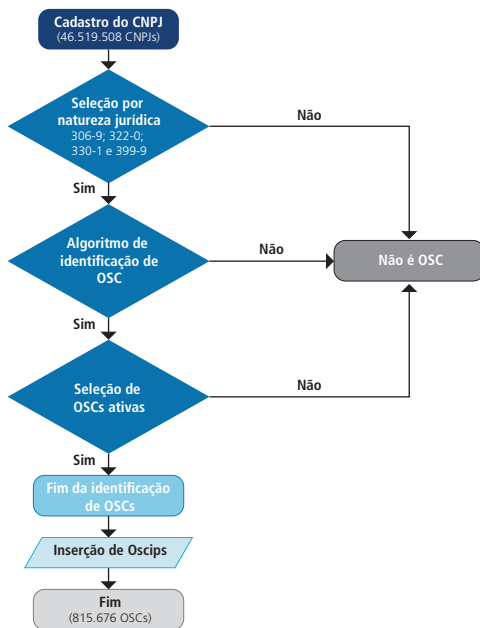 Cadastro do CNPJ
(46.519.508 CNPJs)
Seleção por
natureza jurídica
306-9; 322-0;
330-1 e 399-9
Não
Sim
Algoritmo de
identificação de
OSC
Não
Não é OSC
Sim
Seleção de
OSCs ativas
Não
Sim
Fim da identificação
de OSCs
Inserção de Oscips
Fim
(815.676 OSCs)